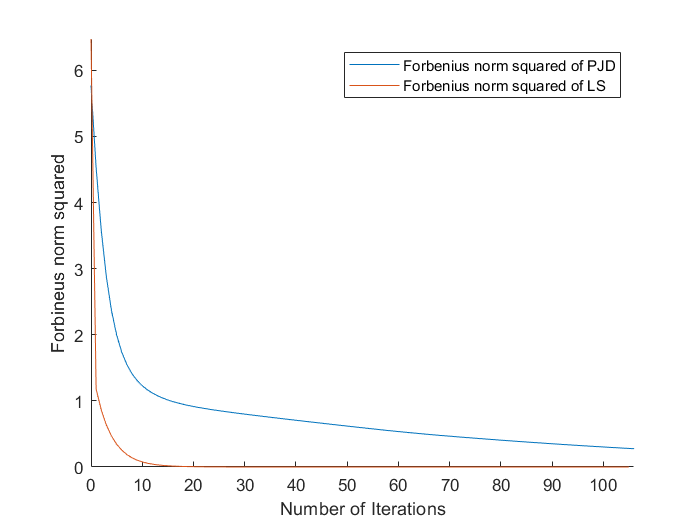 Forbenius norm squared of PJD
Forbenius norm squared of LS
Forbineus norm squared
6
5
4
3
2
1
0
0 10 20 30 40 50 60 70 80 90 100
Number of Iterations